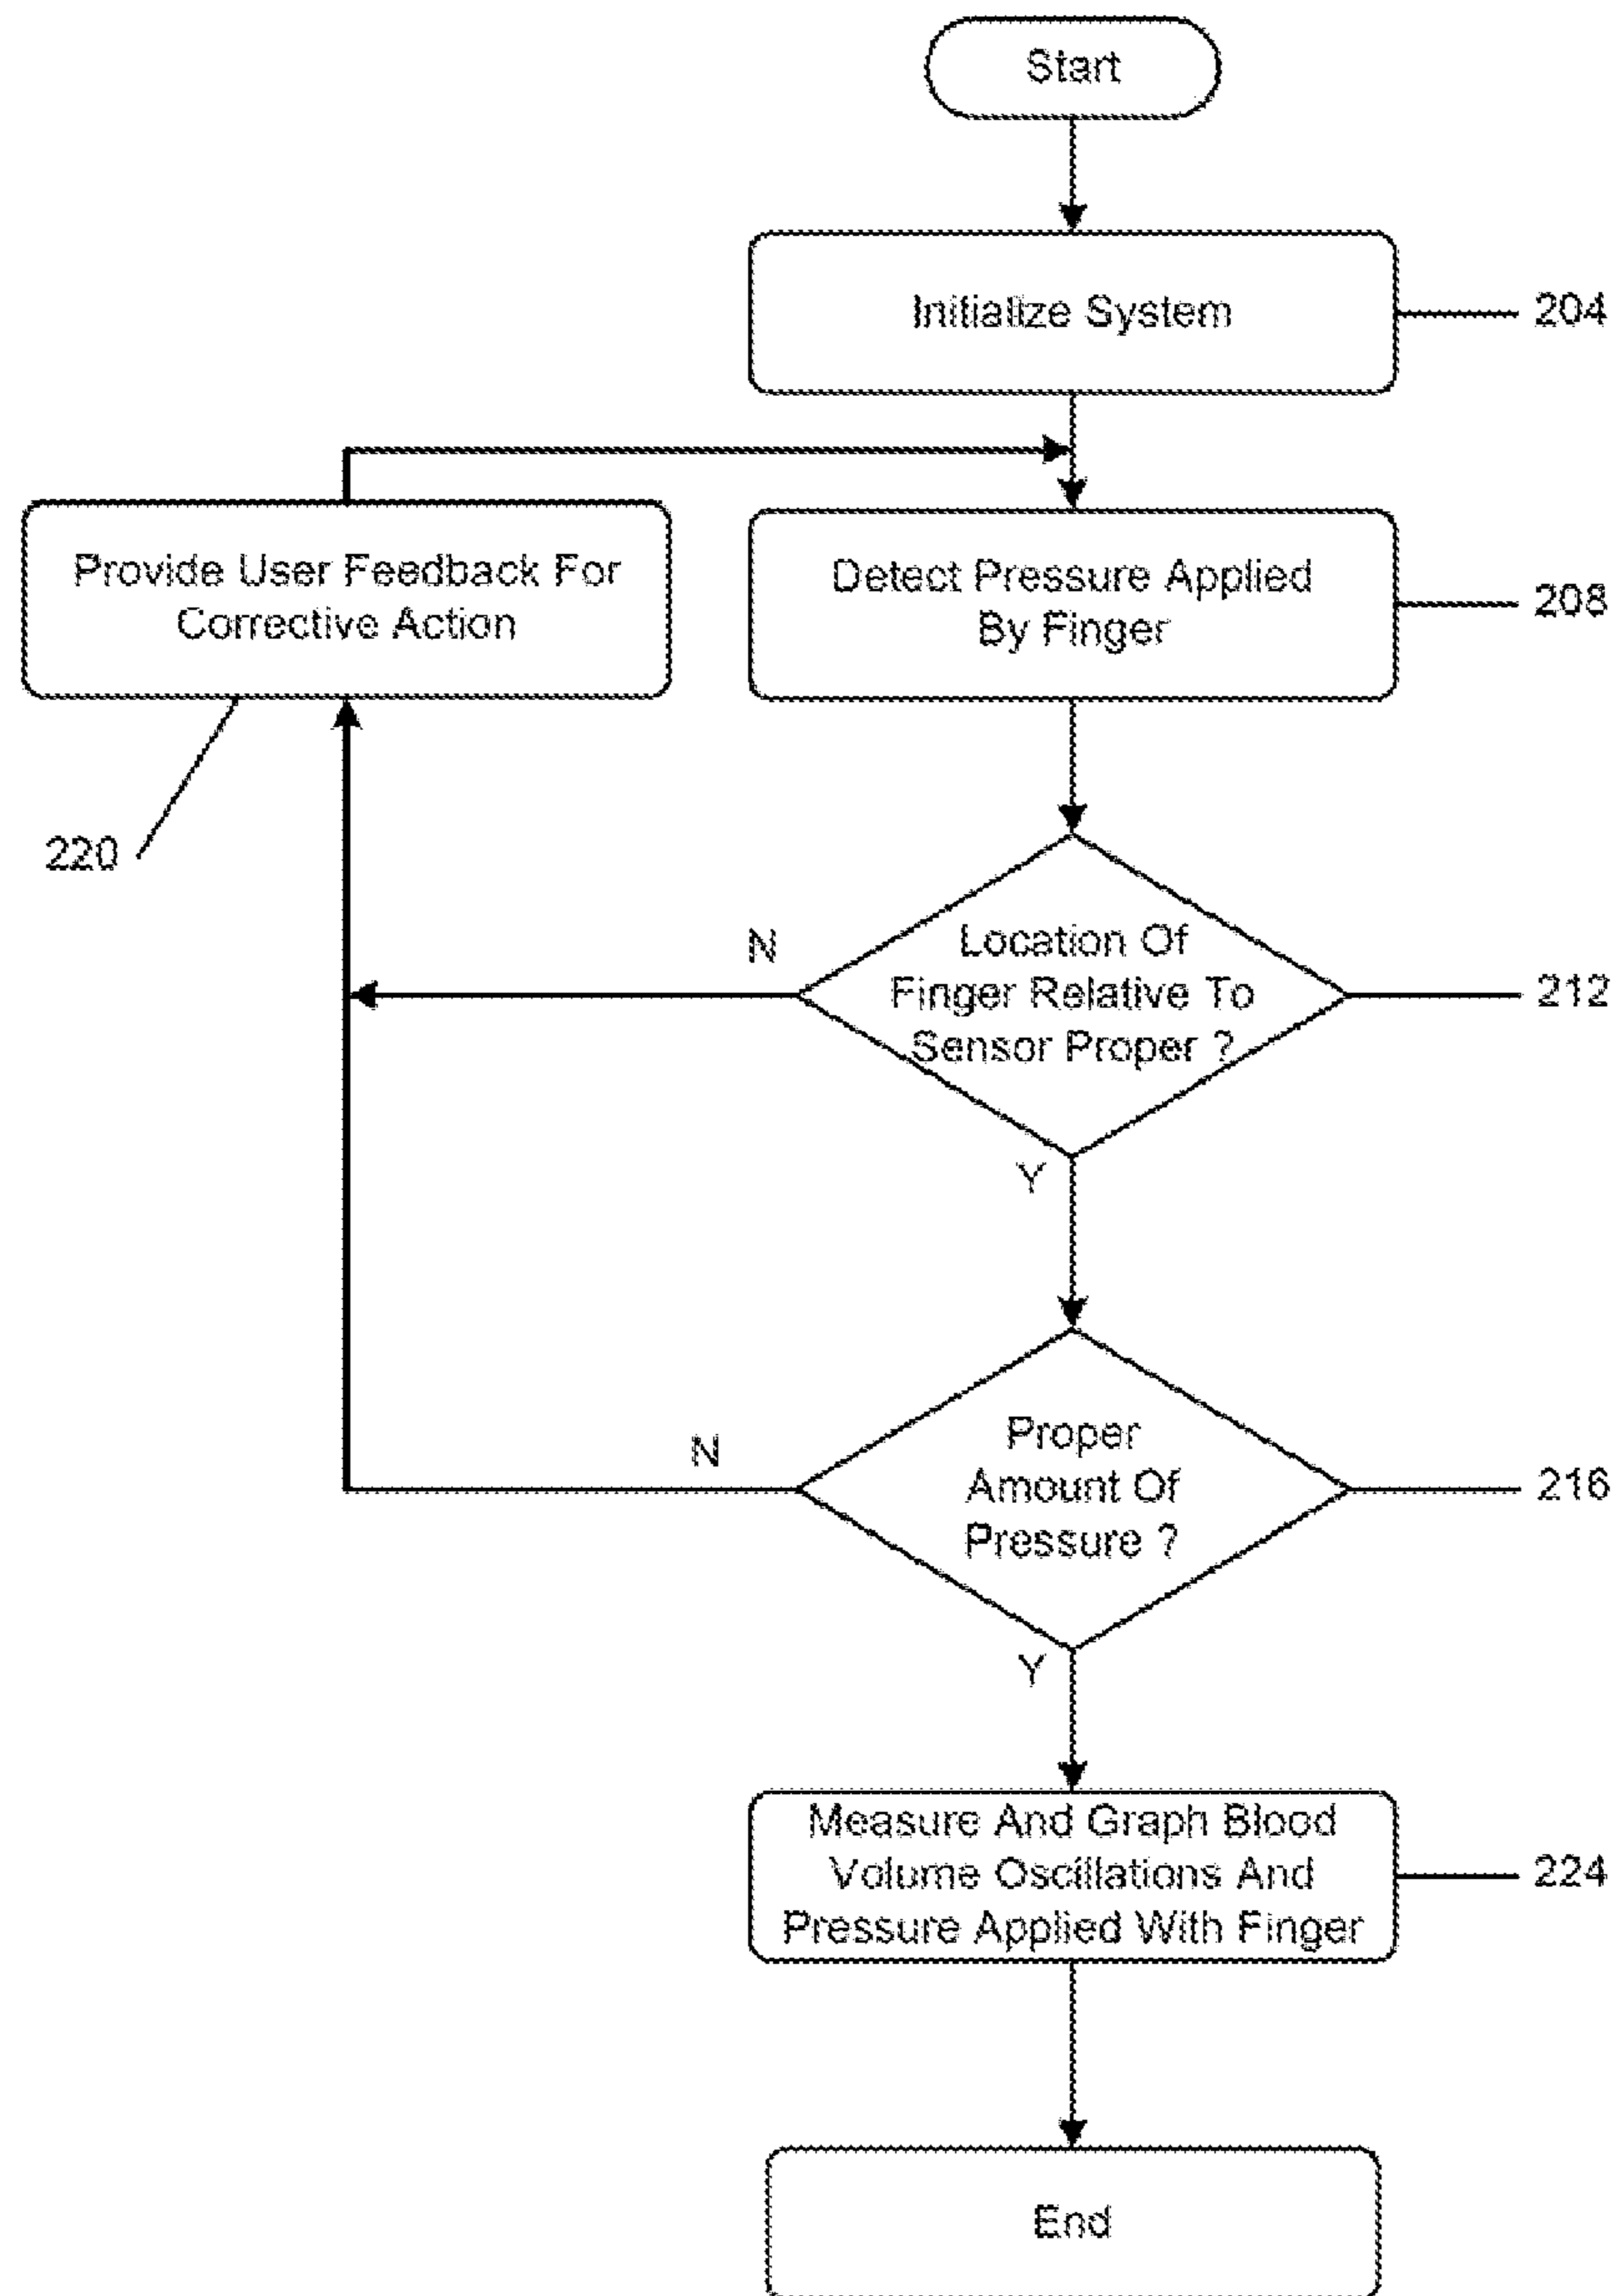 Start
Initialize System
204
Provide User Feedback For
Corrective Action
220
Detect Pressure Applied
By Finger
208
N
Location Of
Finger Relative To
Sensor Proper ?
212
Y
N
Proper
Amount Of
Pressure ?
216
Y
Measure And Graph Blood
Volume Oscillations And
Pressure Applied With Finger
224
End